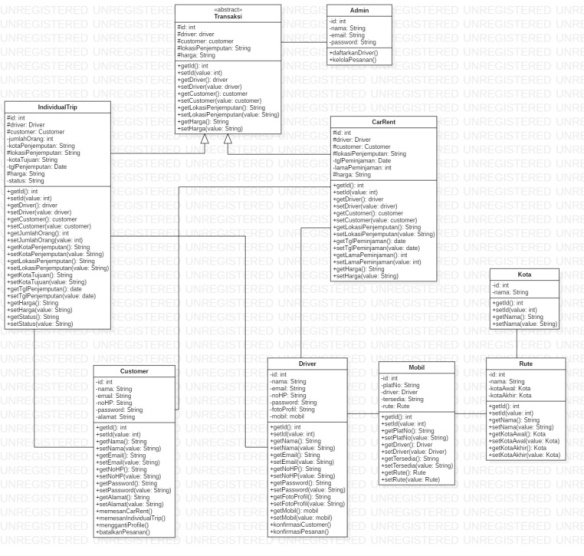 «abstract»
Transaksi
#id: int
#driver: driver
#customer: customer
#lokasiPenjemputan: String
#harga: String
+getId(): int
+setId(value: int)
+getDriver(): driver
+setDriver(value: driver)
+getCustomer(): customer
+setCustomer(value: customer)
+getLokasiPenjemputan(): String
+setLokasiPenjemputan(value: String)
+getHarga(): String
+setHarga(value: String)
Admin
-id: int
-nama: String
-email: String
-password: String
+daftarkanDriver()
+kelolaPesanan()
IndividualTrip
#id: int
#driver: Driver
#customer: Customer
-jumlahOrang: int
-kotaPenjemputan: String
#lokasiPenjemputan: String
-kotaTujuan: String
-tglPenjemputan: Date
#harga: String
-status: String
+getId(): int
+setId(value: int)
+getDriver(): driver
+setDriver(value: driver)
+getCustomer(): customer
+setCustomer(value: customer)
+getJumlahOrang(): int
+setJumlahOrang(value: int)
+getKotaPenjemputan(): String
+setKotaPenjemputan(value: String)
+getLokasiPenjemputan(): String
+setLokasiPenjemputan(value: String)
+getKotaTujuan(): String
+setKotaTujuan(value: String)
+getTglPenjemputan(): date
+setTglPenjemputan(value: date)
+getHarga(): String
+setHarga(value: String)
+getStatus(): String
+setStatus(value: String)
CarRent
#id: int
#driver: Driver
#customer: Customer
#lokasiPenjemputan: String
-tglPeminjaman: Date
-lamaPeminjaman: int
#harga: String
+getId(): int
+setId(value: int)
+getDriver(): driver
+setDriver(value: driver)
+getCustomer(): customer
+setCustomer(value: customer)
+getLokasiPenjemputan(): String
+setLokasiPenjemputan(value: String)
+getTglPeminjaman(): date
+setTglPeminjaman(value: date)
+getLamaPeminjaman(): int
+setLamaPeminjaman(value: int)
+getHarga(): String
+setHarga(value: String)
Kota
-id: int
-nama: String
+getId(): int
+setId(value: int)
+getNama(): String
+setNama(value: String)
Customer
-id: int
-nama: String
-email: String
-noHP: String
-password: String
-alamat: String
+getId(): int
+setId(value: int)
+getNama(): String
+setNama(value: String)
+getEmail(): String
+setEmail(value: String)
+getNoHP(): String
+setNoHP(value: String)
+getPassword(): String
+setPassword(value: String)
+getAlamat(): String
+setAlamat(value: String)
+memesanCarRent()
+memesanIndividualTrip()
+menggantiProfile()
+batalkanPesanan()
Driver
-id: int
-nama: String
-email: String
-noHP: String
-password: String
-fotoProfil: String
-mobil: mobil
+getId(): int
+setId(value: int)
+getNama(): String
+setNama(value: String)
+getEmail(): String
+setEmail(value: String)
+getNoHP(): String
+setNoHP(value: String)
+getPassword(): String
+setPassword(value: String)
+getFotoProfil(): String
+setFotoProfil(value: String)
+getMobil(): mobil
+setMobil(value: mobil)
+konfirmasiCustomer()
+konfirmasiPesanan()
Mobil
-id: int
-platNo: String
-driver: Driver
-tersedia: String
-rute: Rute
+getId(): int
+setId(value: int)
+getPlatNo(): String
+setPlatNo(value: String)
+getDriver(): Driver
+setDriver(value: Driver)
+getTersedia(): String
+setTersedia(value: String)
+getRute(): Rute
+setRute(value: Rute)
Rute
-id: int
-nama: String
-kotaAwal: Kota
-kotaAkhir: Kota
+getId(): int
+setId(value: int)
+getNama(): String
+setNama(value: String)
+getKotaAwal(): Kota
+setKotaAwal(value: Kota)
+getKotaAkhir(): Kota
+setKotaAkhir(value: Kota)